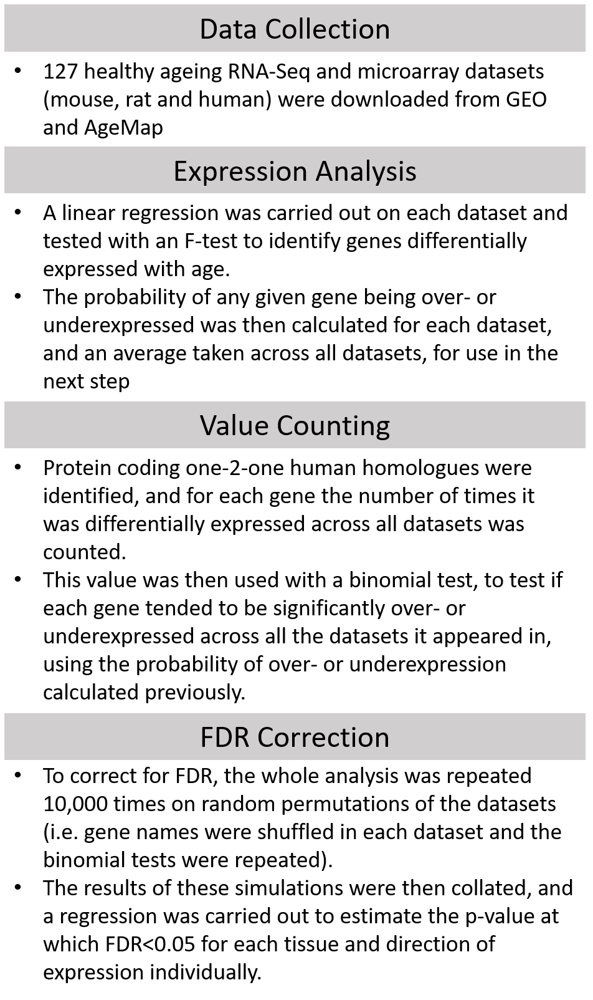 Data Collection
• 127 healthy ageing RNA-Seq and microarray datasets
(mouse, rat and human) were downloaded from GEO
and AgeMap
Expression Analysis
• A linear regression was carried out on each dataset and
tested with an F-test to identify genes differentially
expressed with age.
• The probability of any given gene being over- or
underexpressed was then calculated for each dataset,
and an average taken across all datasets, for use in the
next step
Value Counting
• Protein coding one-2-one human homologues were
identified, and for each gene the number of times it
was differentially expressed across all datasets was
counted.
• This value was then used with a binomial test, to test if
each gene tended to be significantly over- or
underexpressed across all the datasets it appeared in,
using the probability of over- or underexpression
calculated previously.
FDR Correction
• To correct for FDR, the whole analysis was repeated
10,000 times on random permutations of the datasets
(i.e. gene names were shuffled in each dataset and the
binomial tests were repeated).
• The results of these simulations were then collated, and
a regression was carried out to estimate the p-value at
which FDR<0.05 for each tissue and direction of
expression individually.